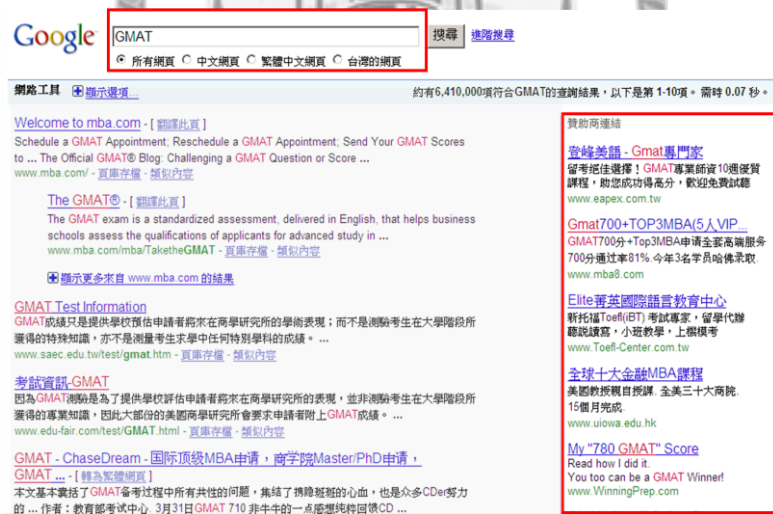 Google GMAT 搜尋 進階搜尋
所有網頁 中文網頁 繁體中文網頁 台灣的網頁
網路工具 顯示選項... 約有6,410,000項符合GMAT的查詢結果,以下是第 1-10項。 需時 0.07 秒。
Welcome to mba.com - [ 翻譯此頁 ]
Schedule a GMAT Appointment; Reschedule a GMAT Appointment; Send Your GMAT Scores
to ... The Official GMAT® Blog: Challenging a GMAT Question or Score ...
www.mba.com/ - 頁庫存檔 - 類似內容
The GMAT® - [ 翻譯此頁 ]
The GMAT exam is a standardized assessment, delivered in English, that helps business
schools assess the qualifications of applicants for advanced study in ...
www.mba.com/mba/TaketheGMAT - 頁庫存檔 - 類似內容
顯示更多來自 www.mba.com 的結果
GMAT Test Information
GMAT成績只是提供學校預估申請者將來在商學研究所的學術表現;而不是測驗考生在大學階段所
獲得的特殊知識,亦不是測量考生求學中任何特別學科的成績。 ...
www.saec.edu.tw/test/gmat.htm - 頁庫存檔 - 類似內容
考試資訊-GMAT
因為GMAT測驗是為了提供學校評估申請者將來在商學研究所的表現,並非測驗考生在大學階段所
獲得的專業知識,因此大部份的美國商學研究所會要求申請者附上GMAT成績。 ...
www.edu-fair.com/test/GMAT.html - 頁庫存檔 - 類似內容
GMAT - ChaseDream - 国际顶级MBA申请,商学院Master/PhD申请,
GMAT ... - [ 轉為繁體網頁 ]
本文基本囊括了GMAT备考过程中所有共性的问题,集结了携隐斑斑的心血,也是众多CDer努力
的 ... 作者:教育部考试中心. 3月31日GMAT 710 非牛牛的一点感想纯粹回馈CD ...
贊助商連結
登峰美語 - Gmat專門家
留考絕佳選擇!GMAT專業師資10週優質
課程,助您成功得高分,歡迎免費試聽
www.eapex.com.tw
Gmat700+TOP3MBA(5人VIP...
GMAT700分+Top3MBA申请全套高端服务
700分通过率81%.今年3名学员哈佛录取.
www.mba8.com
Elite菁英國際語言教育中心
新托福Toefl(iBT) 考試專家,留學代辦
聽說讀寫,小班教學,上機模考
www.Toefl-Center.com.tw
全球十大金融MBA課程
美國教授親自授課. 全美三十大商院.
15個月完成.
www.uiowa.edu.hk
My "780 GMAT" Score
Read how I did it.
You too can be a GMAT Winner!
www.WinningPrep.com